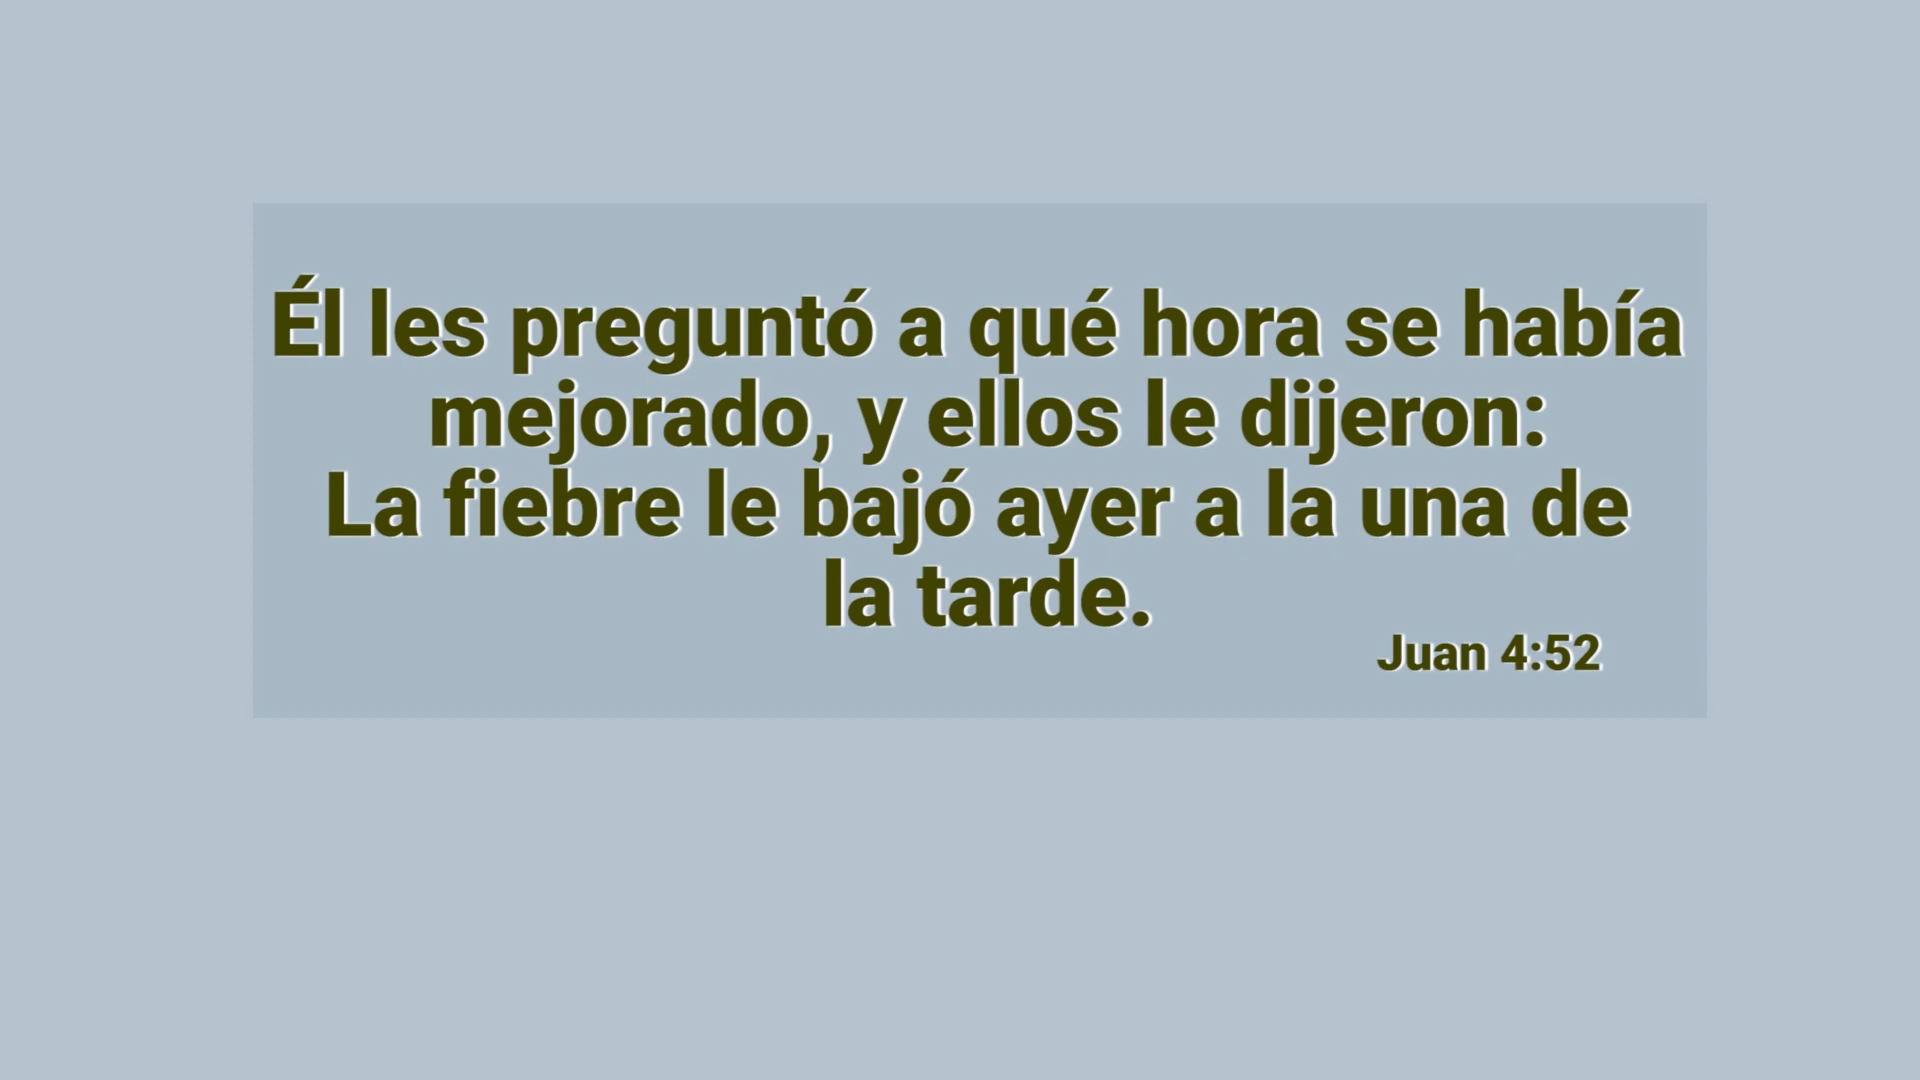 Él les preguntó a qué hora se había
mejorado, y ellos le dijeron:
La fiebre le bajó ayer a la una de
la tarde.
Juan 4:52